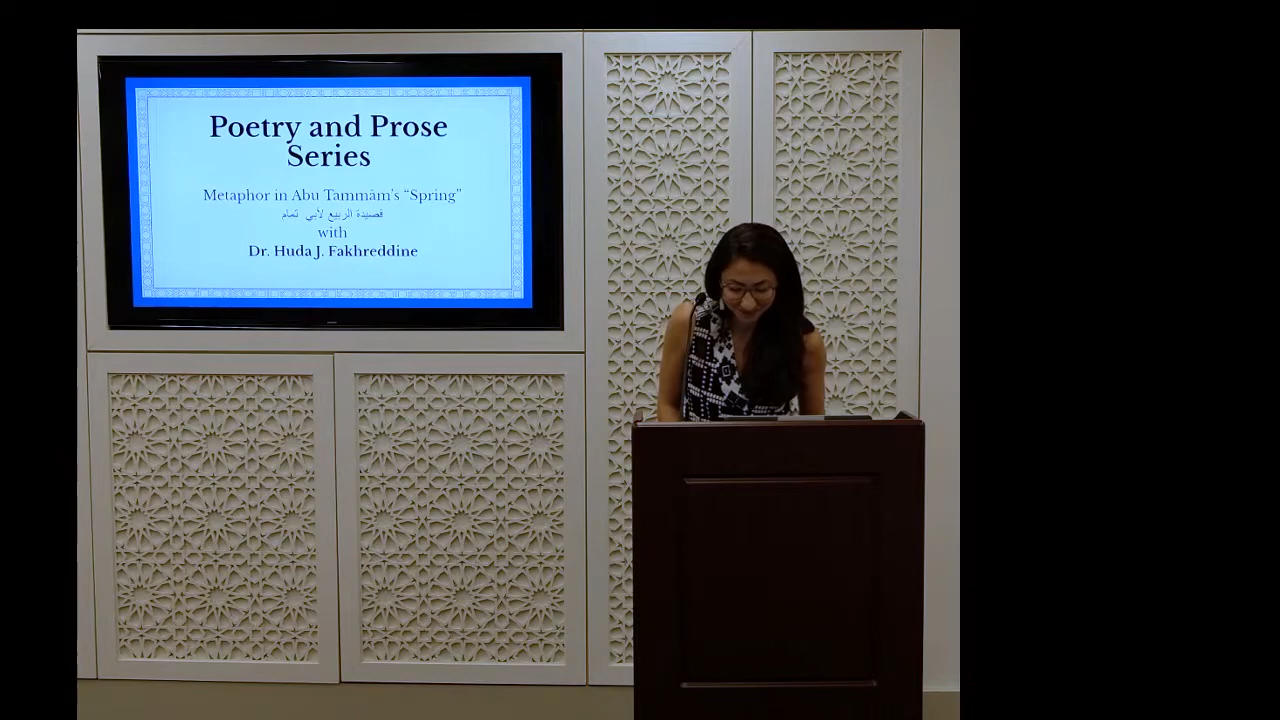 Poetry and Prose
Series
Metaphor in Abu Tammām's “Spring”
قصيدة الربيع لأبي تمام
with
Dr. Huda J. Fakhreddine